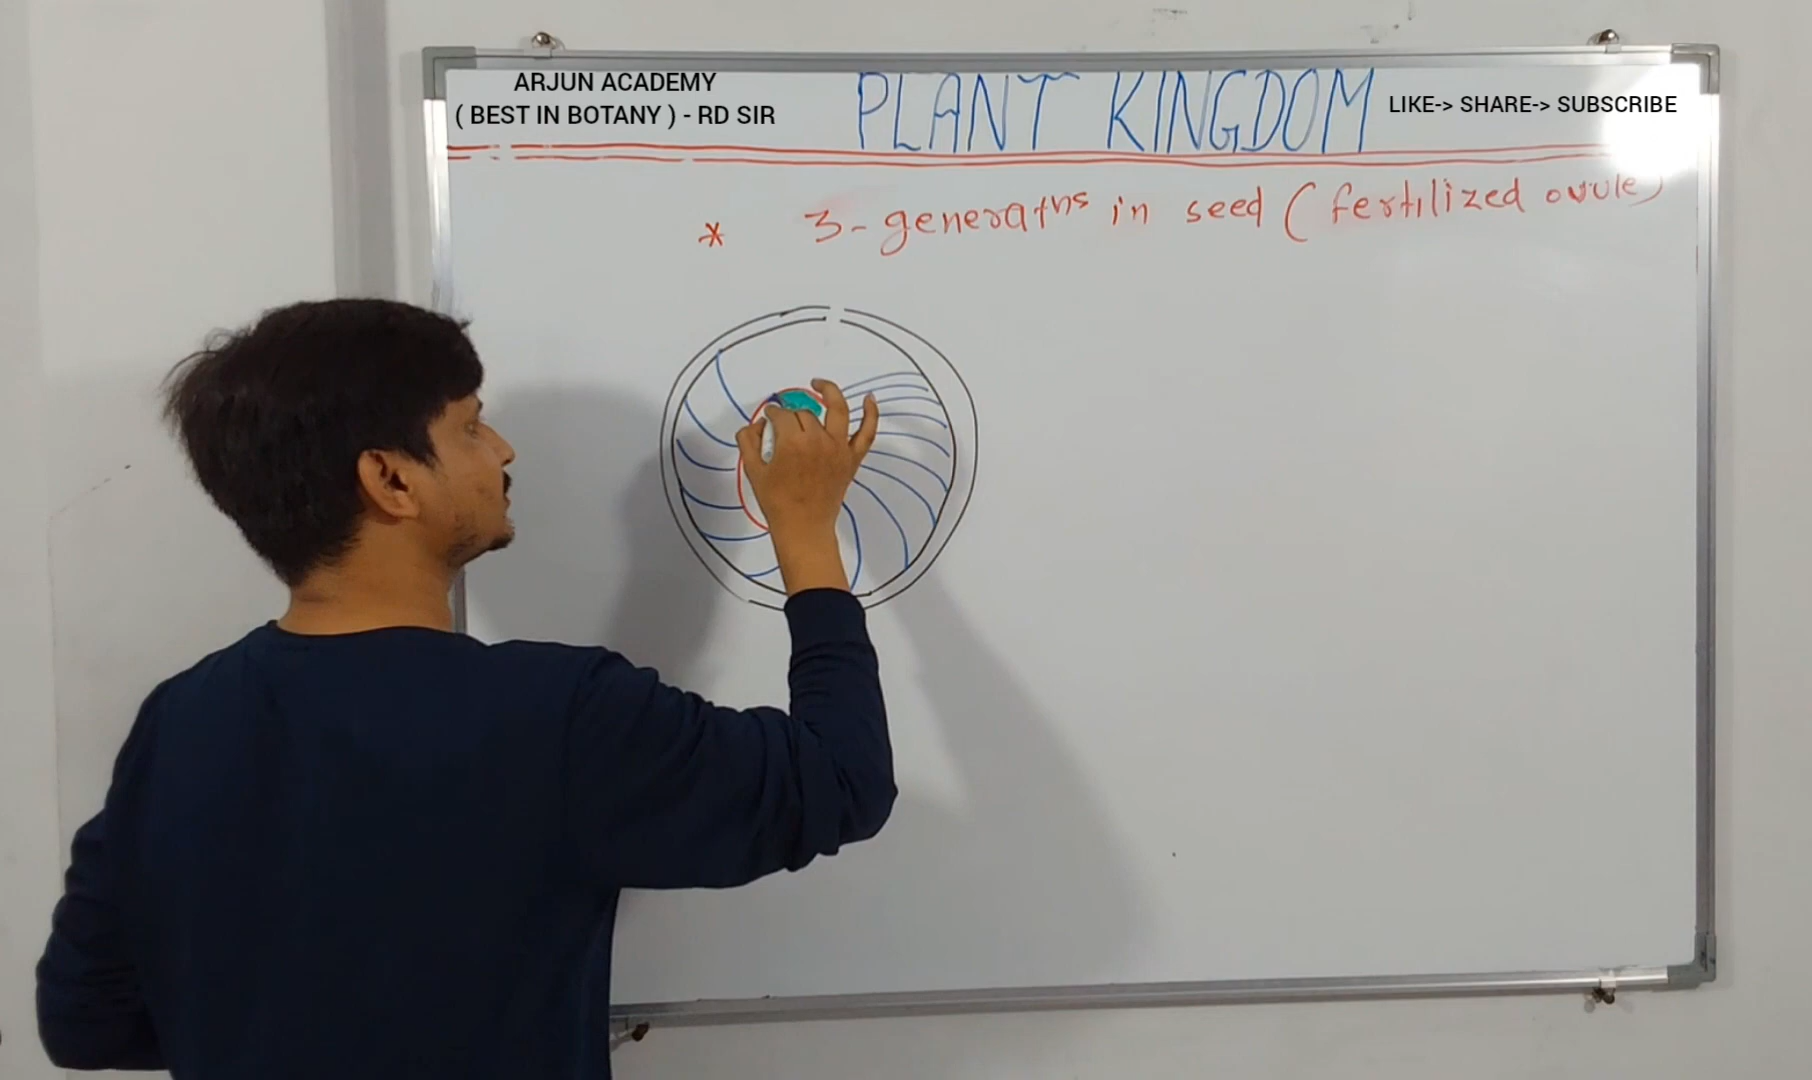 ARJUN ACADEMY
( BEST IN BOTANY ) - RD SIR
PLANT KINGDOM
LIKE-> SHARE-> SUBSCRIBE
* 3-generatns in seed ( fertilized ovule)